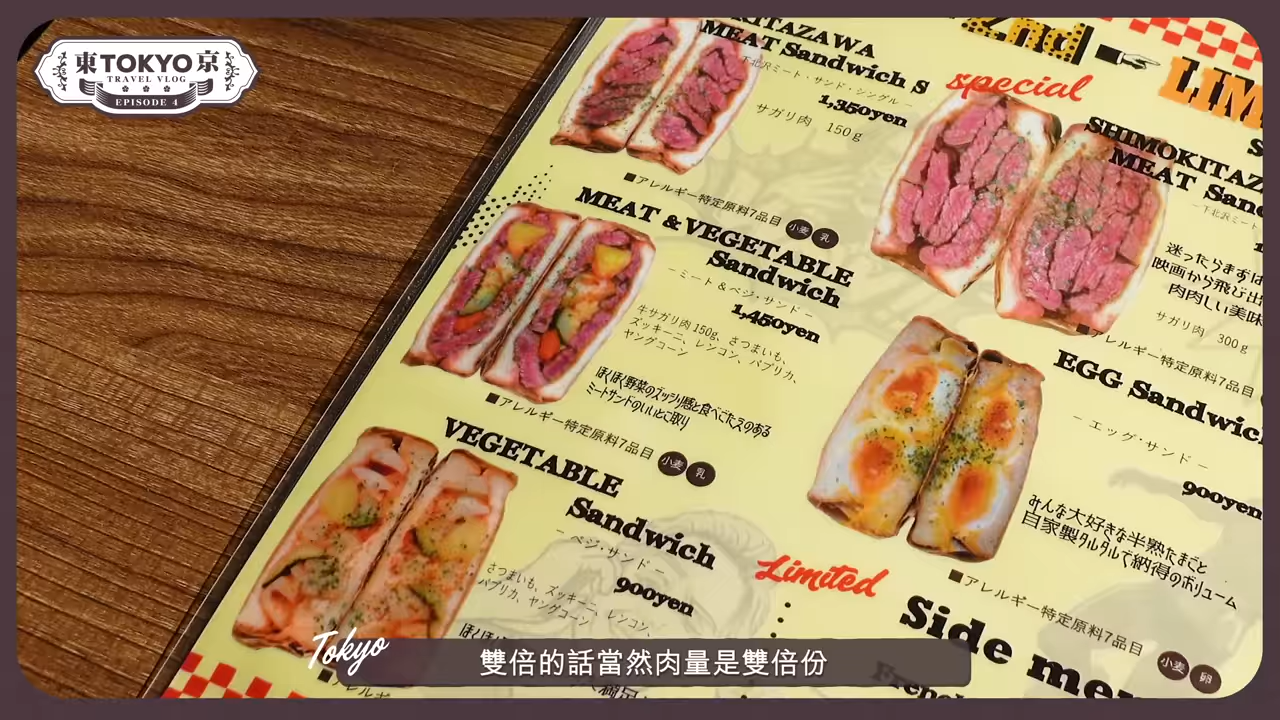 東TOKYO京
TRAVEL VLOG
EPISODE 4
KITAZAWA
MEAT Sandwich S
1,350yen
サガリ肉 150g
■アレルギー特定原料7品目 小麦 乳
MEAT & VEGETABLE
Sandwich
－ミート＆ベジ・サンド－
1,450yen
牛サガリ肉150g、さつまいも、
ズッキーニ、レンコン、パプリカ、
ヤングコーン
ほくほく野菜のズッシリ感と食べごたえのある
ミートサンドのいいとこ取り
■アレルギー特定原料7品目 小麦 乳
VEGETABLE
Sandwich
－ベジ・サンド－
900yen
さつまいも、ズッキーニ、レンコン、
パプリカ、ヤングコーン
2nd
LIM
special
SHIMOKITAZ
MEAT Sand
迷ったらまずは
映画から飛び出
肉肉しい美味
サガリ肉 300g
アレルギー特定原料7品目
EGG Sandwic
－エッグ・サンド－
900yen
みんな大好きな半熟たまごと
自家製タルタルで納得のボリューム
■アレルギー特定原料7品目 小麦 卵
Limited
Side me
French
Tokyo
雙倍的話當然肉量是雙倍份